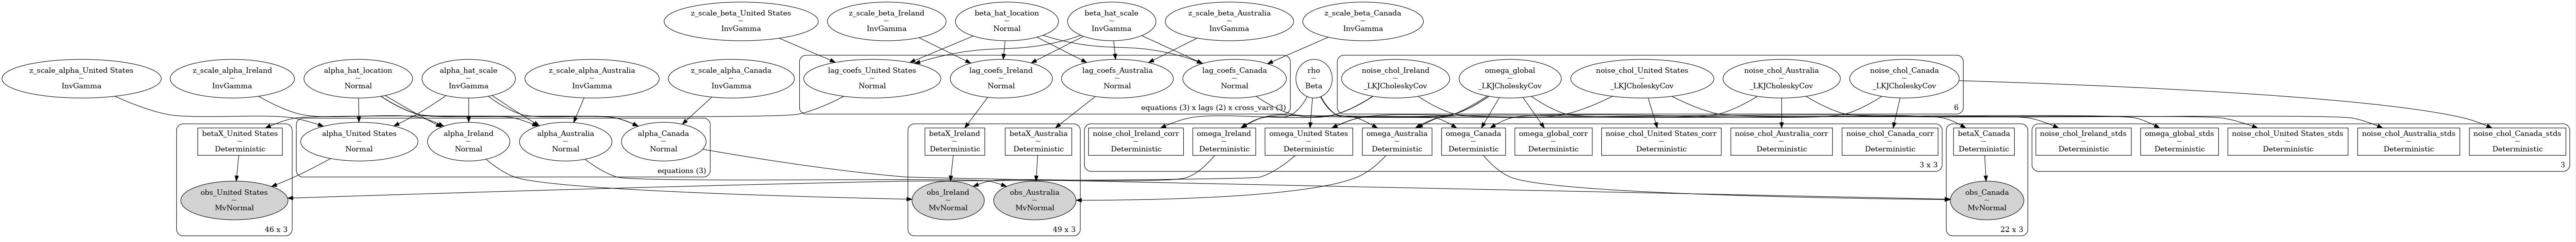 z_scale_beta_United States
~
InvGamma
z_scale_beta_Ireland
~
InvGamma
beta_hat_location
~
Normal
beta_hat_scale
~
InvGamma
z_scale_beta_Australia
~
InvGamma
z_scale_beta_Canada
~
InvGamma
z_scale_alpha_United States
~
InvGamma
z_scale_alpha_Ireland
~
InvGamma
alpha_hat_location
~
Normal
alpha_hat_scale
~
InvGamma
z_scale_alpha_Australia
~
InvGamma
z_scale_alpha_Canada
~
InvGamma
lag_coefs_United States
~
Normal
lag_coefs_Ireland
~
Normal
lag_coefs_Australia
~
Normal
lag_coefs_Canada
~
Normal
equations (3) x lags (2) x cross_vars (3)
rho
~
Beta
noise_chol_Ireland
~
_LKJCholeskyCov
omega_global
~
_LKJCholeskyCov
noise_chol_United States
~
_LKJCholeskyCov
noise_chol_Australia
~
_LKJCholeskyCov
noise_chol_Canada
~
_LKJCholeskyCov
6
betaX_United States
~
Deterministic
alpha_United States
~
Normal
alpha_Ireland
~
Normal
alpha_Australia
~
Normal
alpha_Canada
~
Normal
equations (3)
betaX_Ireland
~
Deterministic
betaX_Australia
~
Deterministic
noise_chol_Ireland_corr
~
Deterministic
omega_Ireland
~
Deterministic
omega_United States
~
Deterministic
omega_Australia
~
Deterministic
omega_Canada
~
Deterministic
omega_global_corr
~
Deterministic
noise_chol_United States_corr
~
Deterministic
noise_chol_Australia_corr
~
Deterministic
noise_chol_Canada_corr
~
Deterministic
3 x 3
betaX_Canada
~
Deterministic
noise_chol_Ireland_stds
~
Deterministic
omega_global_stds
~
Deterministic
noise_chol_United States_stds
~
Deterministic
noise_chol_Australia_stds
~
Deterministic
noise_chol_Canada_stds
~
Deterministic
3
obs_United States
~
MvNormal
46 x 3
obs_Ireland
~
MvNormal
obs_Australia
~
MvNormal
49 x 3
obs_Canada
~
MvNormal
22 x 3